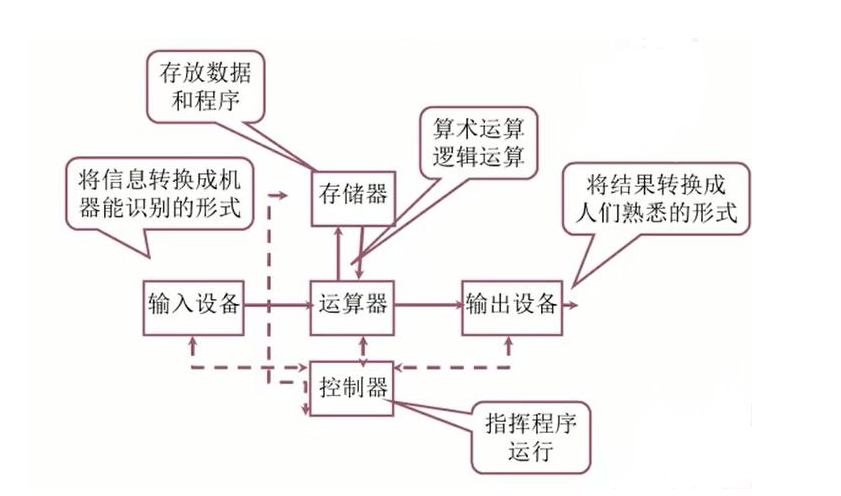 存放数据
和程序
算术运算
逻辑运算
将信息转换成机
器能识别的形式
将结果转换成
人们熟悉的形式
存储器
输入设备
运算器
输出设备
控制器
指挥程序
运行